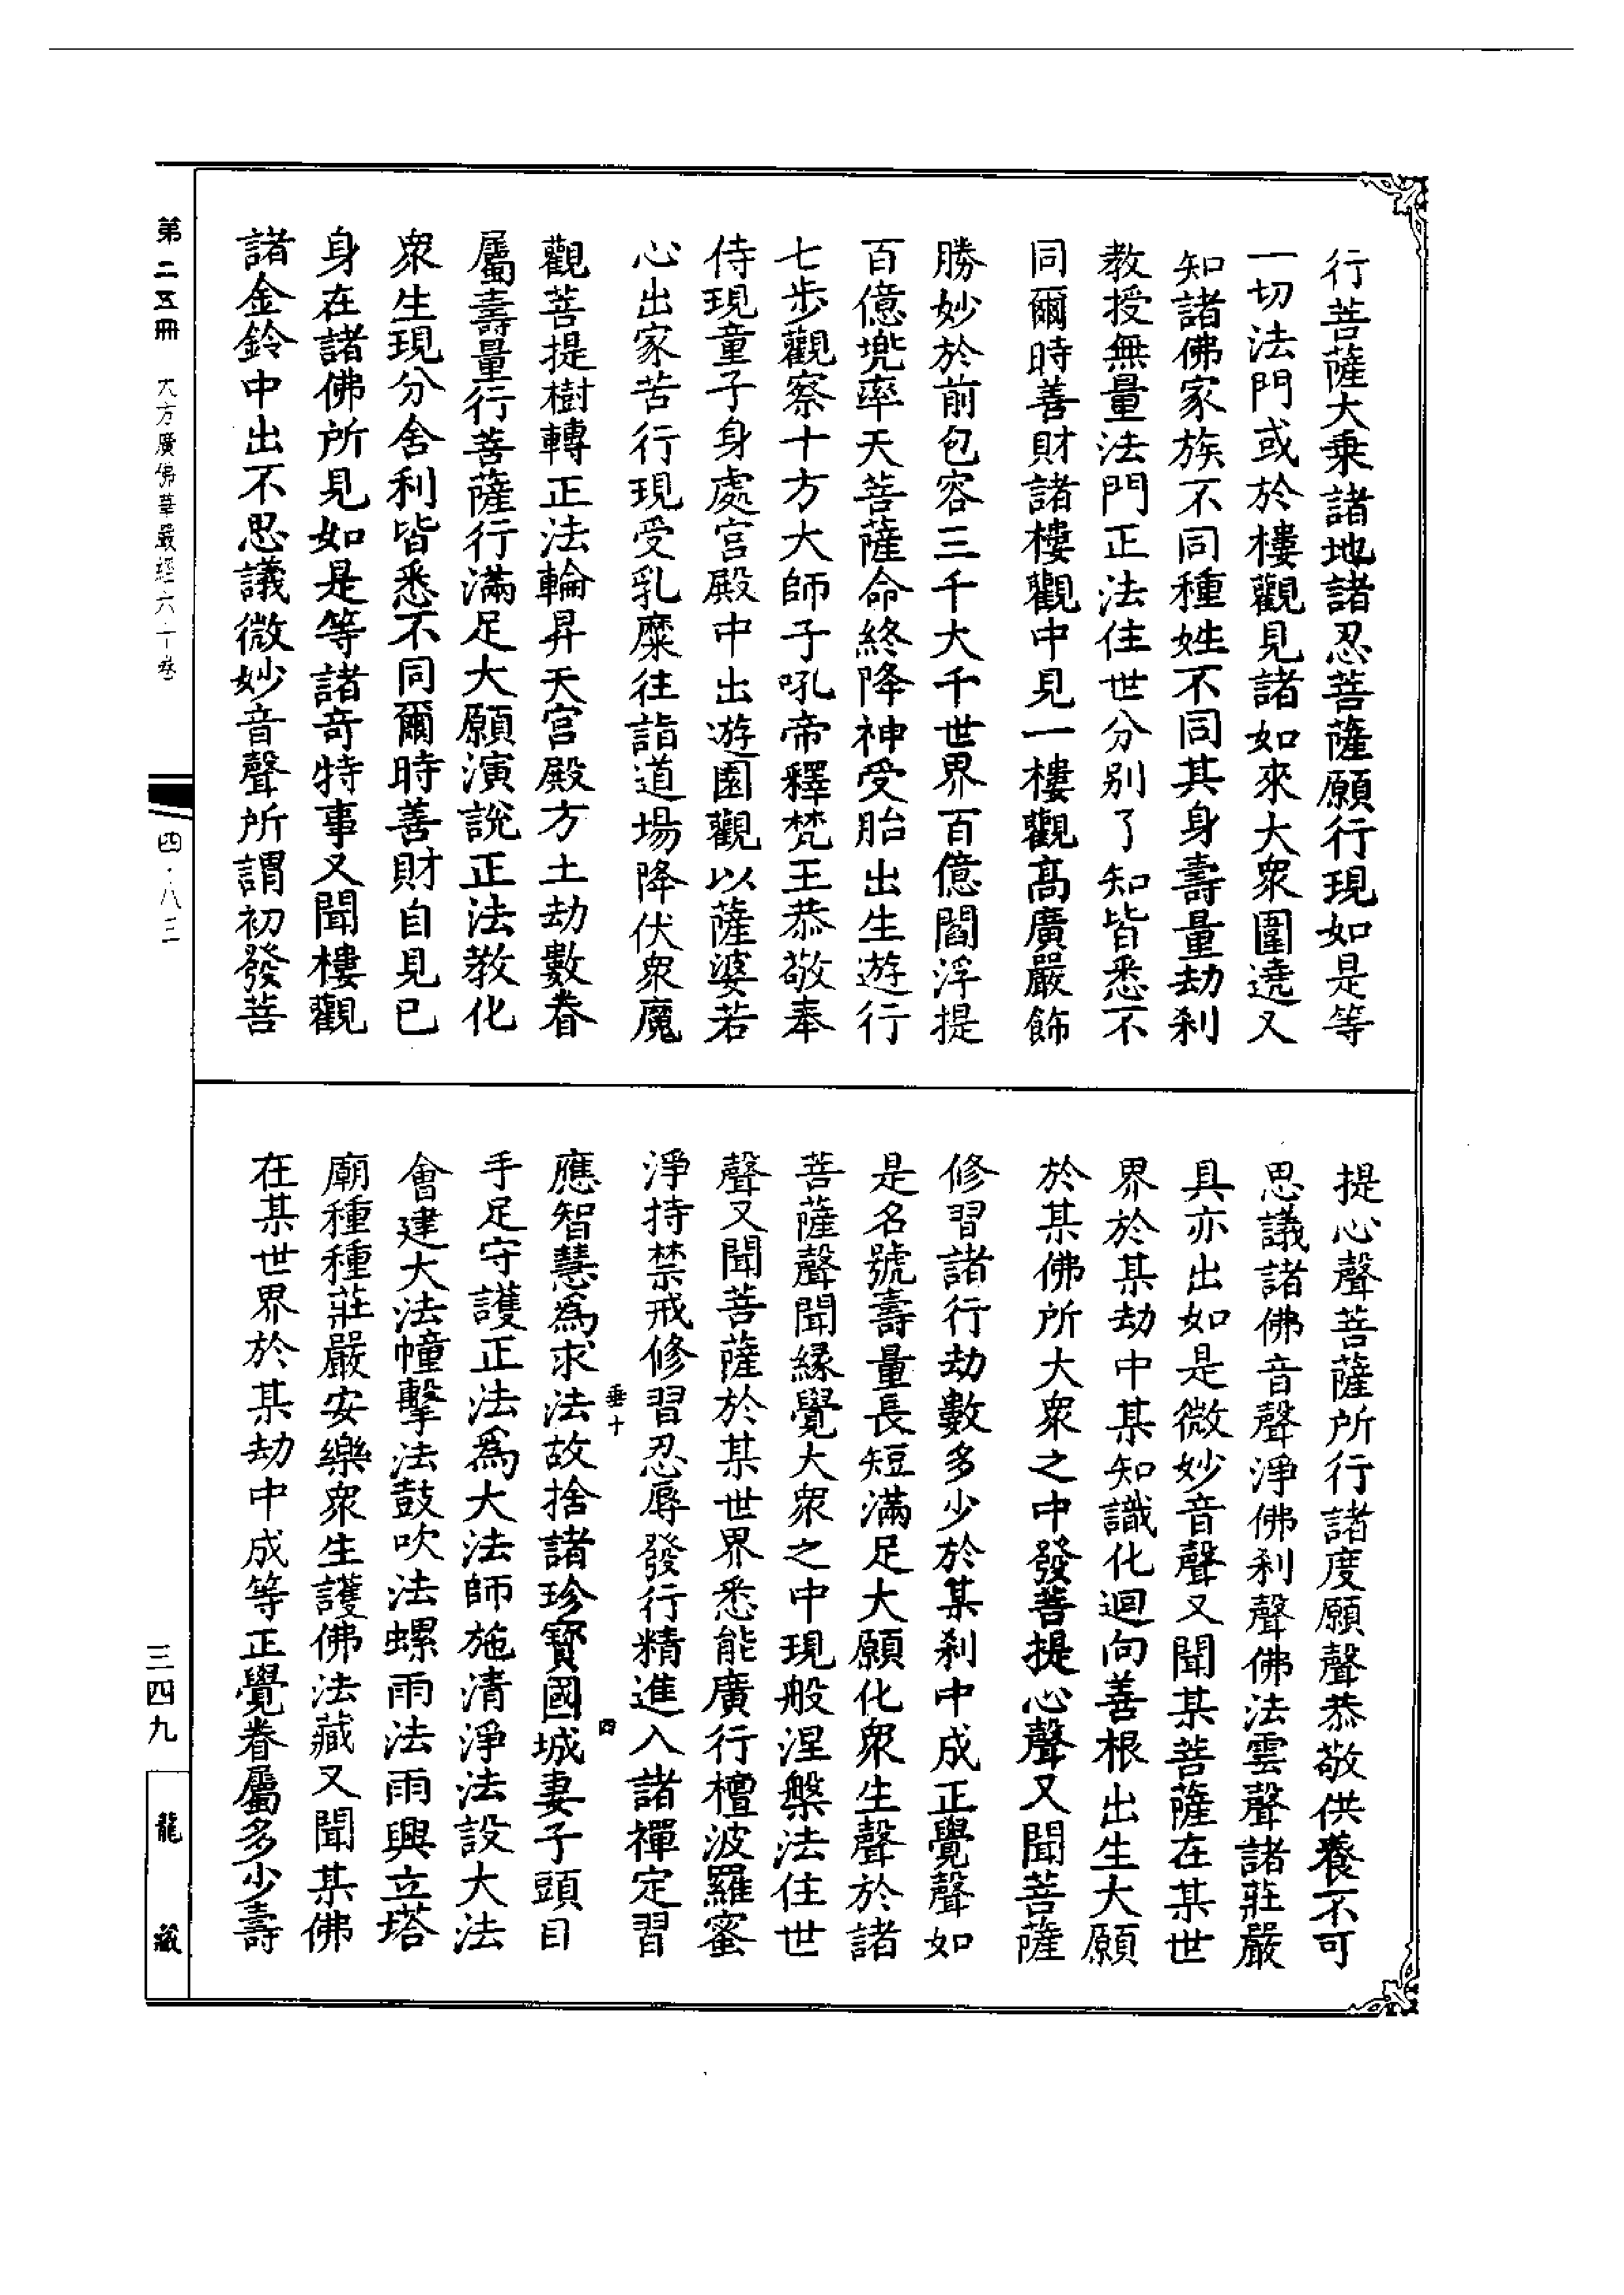 行菩薩大乗諸地諸忍菩薩願行現如是等
一切法門或於樓觀見諸如來大衆圍遶又
知諸佛家族不同種姓不同其身壽量劫刹
教授無量法門正法住世分别了知皆悉不
同爾時善財諸樓觀中見一樓觀髙廣嚴飾
勝妙於前包容三千大千世界百億閻浮提
百億兠率天菩薩命終降神受胎出生遊行
七步觀察十方大師子吼帝釋梵王恭敬奉
侍現童子身處宫殿中出遊園觀以薩婆若
心出家苦行現受乳糜往詣道場降伏衆魔
觀菩提樹轉正法輪昇天宫殿方土劫數眷
屬壽量行菩薩行滿足大願演說正法教化
衆生現分舍利皆悉不同爾時善財自見已
身在諸佛所見如是等諸奇特事又聞樓觀
諸金鈴中出不思議微妙音聲所謂初發菩
提心聲菩薩所行諸度願聲恭敬供養不可
思議諸佛音聲淨佛刹聲佛法雲聲諸莊嚴
具亦出如是微妙音聲又聞某菩薩在某世
界於某劫中某知識化迴向善根出生大願
於某佛所大衆之中發菩提心聲又聞菩薩
修習諸行劫數多少於某刹中成正覺聲如
是名號壽量長短滿足大願化衆生聲於諸
菩薩聲聞縁覺大衆之中現般涅槃法住世
聲又聞菩薩於某世界悉能廣行檀波羅蜜
淨持禁戒修習忍辱發行精進入諸禪定習
垂十
四
應智慧為求法故捨諸珍寳國城妻子頭目
手足守護正法為大法師施清淨法設大法
會建大法幢擊法鼓吹法螺雨法雨興立塔
廟種種莊嚴安樂衆生護佛法藏又聞某佛
在某世界於某劫中成等正覺眷屬多少壽
第二五冊
大方廣佛華嚴經六十卷
四·八三
三四九
龍藏